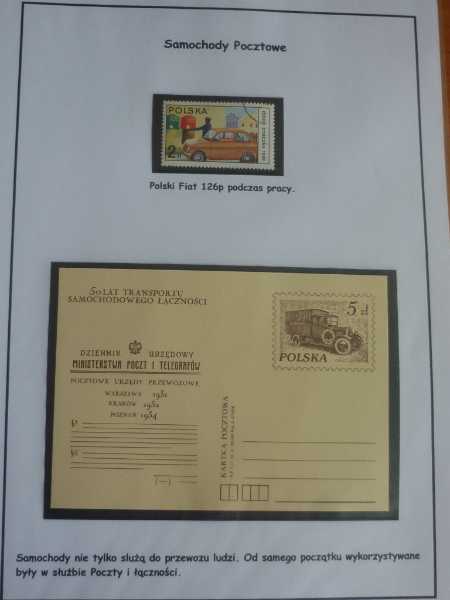 Samochody Pocztowe
POLSKA
2
Polski Fiat 126p podczas pracy.
50 LAT TRANSPORTU
SAMOCHODOWEGO ŁĄCZNOŚCI
5 zł
POLSKA
DZIENNIK URZĘDOWY
MINISTERSTWA POCZT I TELEGRAFÓW
POCZTOWE URZĘDY PRZEWOZOWE
WARSZAWA 1931
KRAKÓW 1932
POZNAŃ 1934
KARTKA POCZTOWA
(—)
Samochody nie tylko służą do przewozu ludzi. Od samego początku wykorzystywane
były w służbie Poczty i łączności.